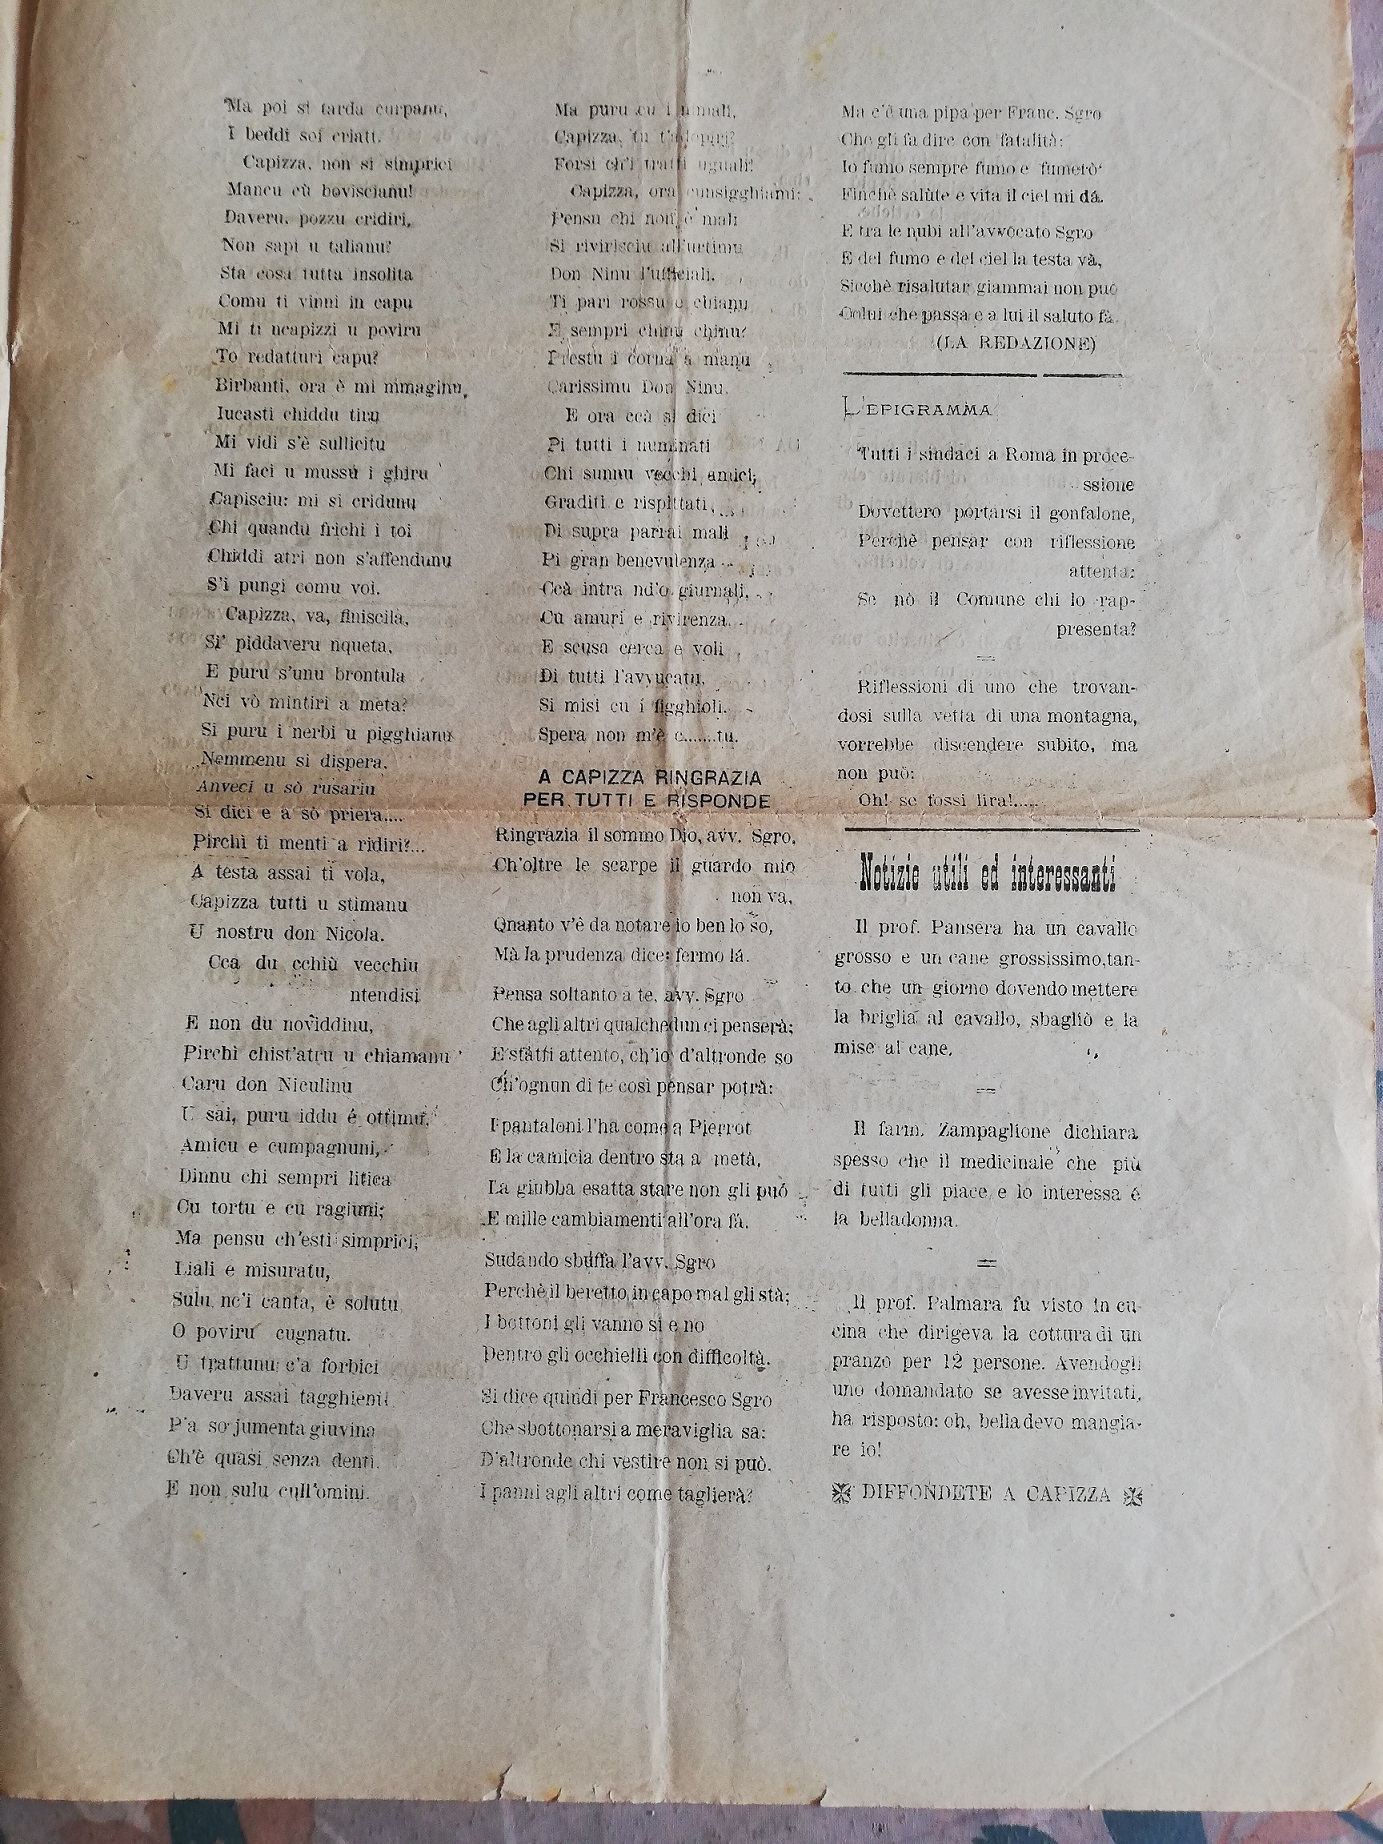 Ma poi si tarda curpanu,
I beddi soi criati.
Capizza, non si simprici
Mancu cù boviscianu!
Daveru, pozzu cridiri,
Non sapi u talianu?
Sta cosa tutta insolita
Comu ti vinni in capu
Mi ti ncapizzi u poviru
To redatturi capu?
Birbanti, ora è mi nimaginu,
Iucasti chiddu tiru
Mi vidi s'è sullicitu
Mi faci u mussu i ghiru
Capisciu: mi si cridunu
Chi quandu frichi i toi
Chiddi atri non s'affendunu
S'i pungi comu voi.
Capizza, va, finiscila,
Si' piddaveru nqueta,
E puru s'unu brontula
Nci vò mintiri a meta?
Si puru i nerbi u pigghianu
Nemmenu si dispera,
Anveci u sò rusariu
Si dici e a sò priera....
Pirchì ti menti a ridiri?...
A testa assai ti vola,
Capizza tutti u stimanu
U nostru don Nicola.
Cca du cchiù vecchiu
ntendisi
E non du noviddinu,
Pirchì chist'atru u chiamanu
Caru don Niculinu
U sai, puru iddu é ottimu,
Amicu e cumpagnuni,
Dinnu chi sempri litica
Cu tortu e cu ragiuni;
Ma pensu ch'esti simprici,
Liali e misuratu,
Sulu nc'i canta, è solutu
O poviru cugnatu.
U trattunu c'a forbici
Daveru assai tagghienti
P'a so jumenta giuvina
Ch'è quasi senza denti.
E non sulu cull'omini.
Ma puru cu i nimali,
Capizza, tu
Forsi ch'i tratti uguali!
Capizza, ora cunsigghiami:
Pensu chi non è mali
Si rivirisciu all'urtimu
Don Ninu l'ufficiali.
Ti pari rossu e chianu
E sempri chinu chinu?
Prestu i corna a manu
Carissimu Don Ninu.
E ora ccà si dici
Pi tutti i numinati
Chi sunnu vecchi amici;
Graditi e rispittati,
Di supra parrai mali
Pi gran benevulenza
Ccà intra nd'o giurnali,
Cu amuri e rivirenza.
E scusa cerca e voli
Di tutti l'avvucatu,
Si misi cu i figghioli.
Spera non m'è c.......tu.
A CAPIZZA RINGRAZIA
PER TUTTI E RISPONDE
Ringrazia il sommo Dio, avv. Sgro,
Ch'oltre le scarpe il guardo mio
non va,
Quanto v'è da notare io ben lo so,
Mà la prudenza dice: fermo lá.
Pensa soltanto a te, avv. Sgro
Che agli altri qualchedun ci penserà;
E statti attento, ch'io d'altronde so
Ch'ognun di te così pensar potrà:
I pantaloni l'ha come a Pierrot
E la camicia dentro sta a metà,
La giubba esatta stare non gli può
E mille cambiamenti all'ora fà.
Sudando sbuffa l'avv. Sgro
Perchè il beretto in capo mal gli stà;
I bottoni gli vanno si e no
Dentro gli occhielli con difficoltà.
Si dice quindi per Francesco Sgro
Che sbottonarsi a meraviglia sa:
D'altronde chi vestire non si può.
I panni agli altri come taglierà?
Ma c'è una pipa per Franc. Sgro
Che gli fa dire con fatalità:
Io fumo sempre fumo e fumerò
Finchè salùte e vita il ciel mi dá.
E tra le nubi all'avvocato Sgro
E del fumo e del ciel la testa và,
Sicchè risalutar giammai non può
Colui che passa e a lui il saluto fà.
(LA REDAZIONE)
L'EPIGRAMMA
Tutti i sindaci a Roma in proce-
ssione
Dovettero portarsi il gonfalone,
Perchè pensar con riflessione
attenta:
Se nò il Comune chi lo rap-
presenta?
Riflessioni di uno che trovan-
dosi sulla vetta di una montagna,
vorrebbe discendere subito, ma
non può:
Oh! se fossi lira!.....
Notizie utili ed interessanti
Il prof. Pansera ha un cavallo
grosso e un cane grossissimo, tan-
to che un giorno dovendo mettere
la briglia al cavallo, sbagliò e la
mise al cane.
Il farm. Zampaglione dichiara
spesso che il medicinale che più
di tutti gli piace e lo interessa é
la belladonna.
Il prof. Palmara fu visto in cu-
cina che dirigeva la cottura di un
pranzo per 12 persone. Avendogli
uno domandato se avesse invitati,
ha risposto: oh, bella devo mangia-
re io!
DIFFONDETE A CAPIZZA